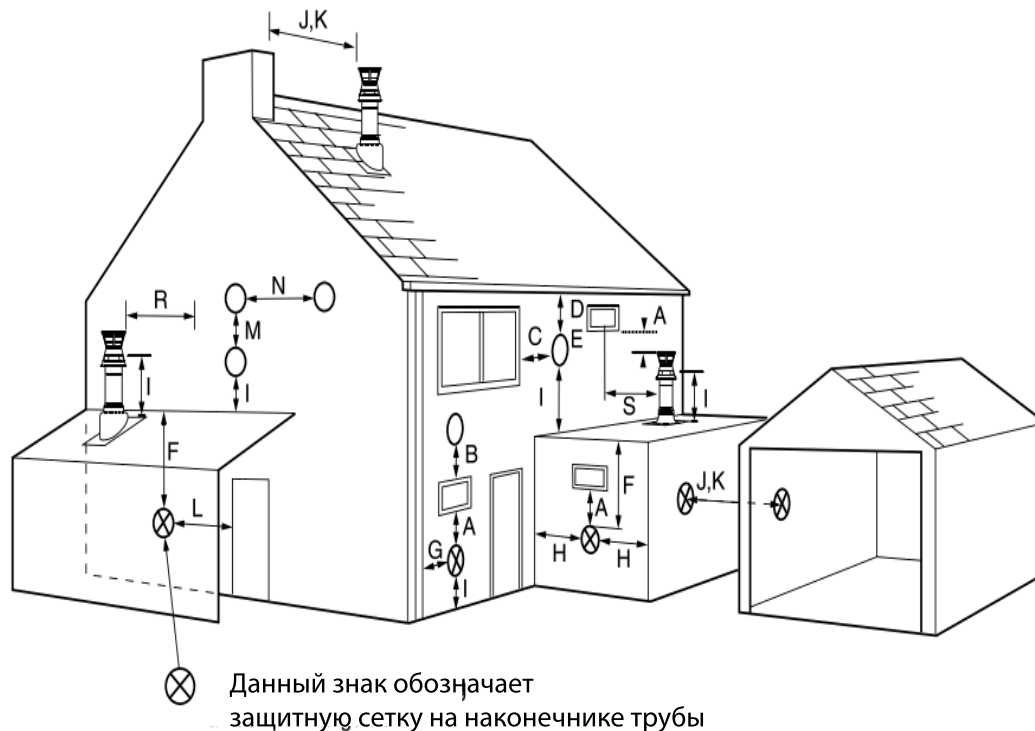 J,K
N
R
M
I
I
F
L
D
A
E
C
I
S
I
B
A
G
I
F
A
H
H
J,K
Данный знак обозначает
защитную сетку на наконечнике трубы